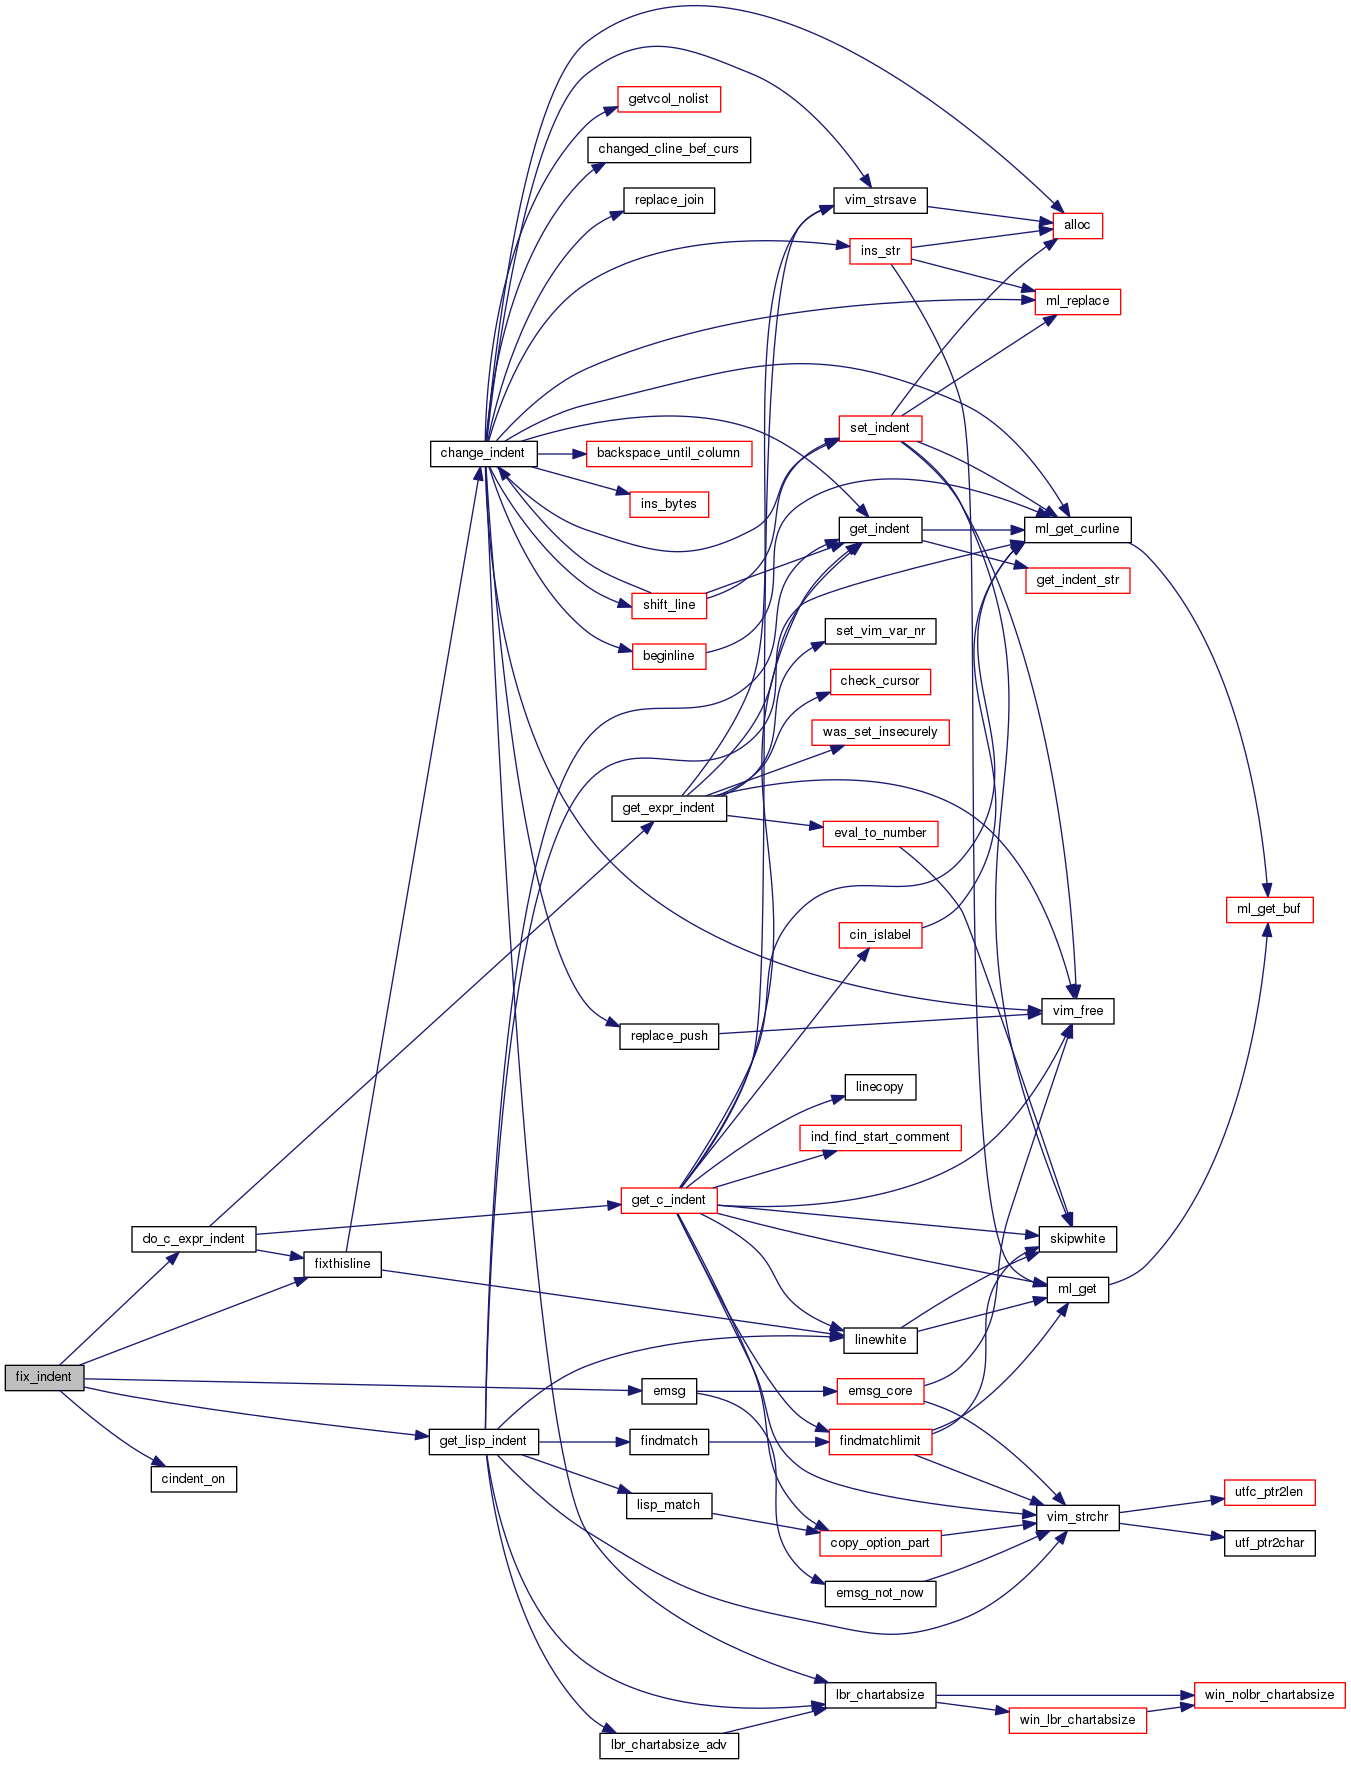 getvcol_nolist
changed_cline_bef_curs
replace_join
vim_strsave
alloc
ins_str
ml_replace
set_indent
change_indent
backspace_until_column
ins_bytes
get_indent
ml_get_curline
get_indent_str
shift_line
set_vim_var_nr
beginline
check_cursor
was_set_insecurely
get_expr_indent
eval_to_number
ml_get_buf
cin_islabel
vim_free
replace_push
linecopy
ind_find_start_comment
get_c_indent
do_c_expr_indent
skipwhite
fixthisline
ml_get
linewhite
fix_indent
emsg
emsg_core
get_lisp_indent
findmatch
findmatchlimit
cindent_on
utfc_ptr2len
lisp_match
vim_strchr
copy_option_part
utf_ptr2char
emsg_not_now
lbr_chartabsize
win_nolbr_chartabsize
win_lbr_chartabsize
lbr_chartabsize_adv